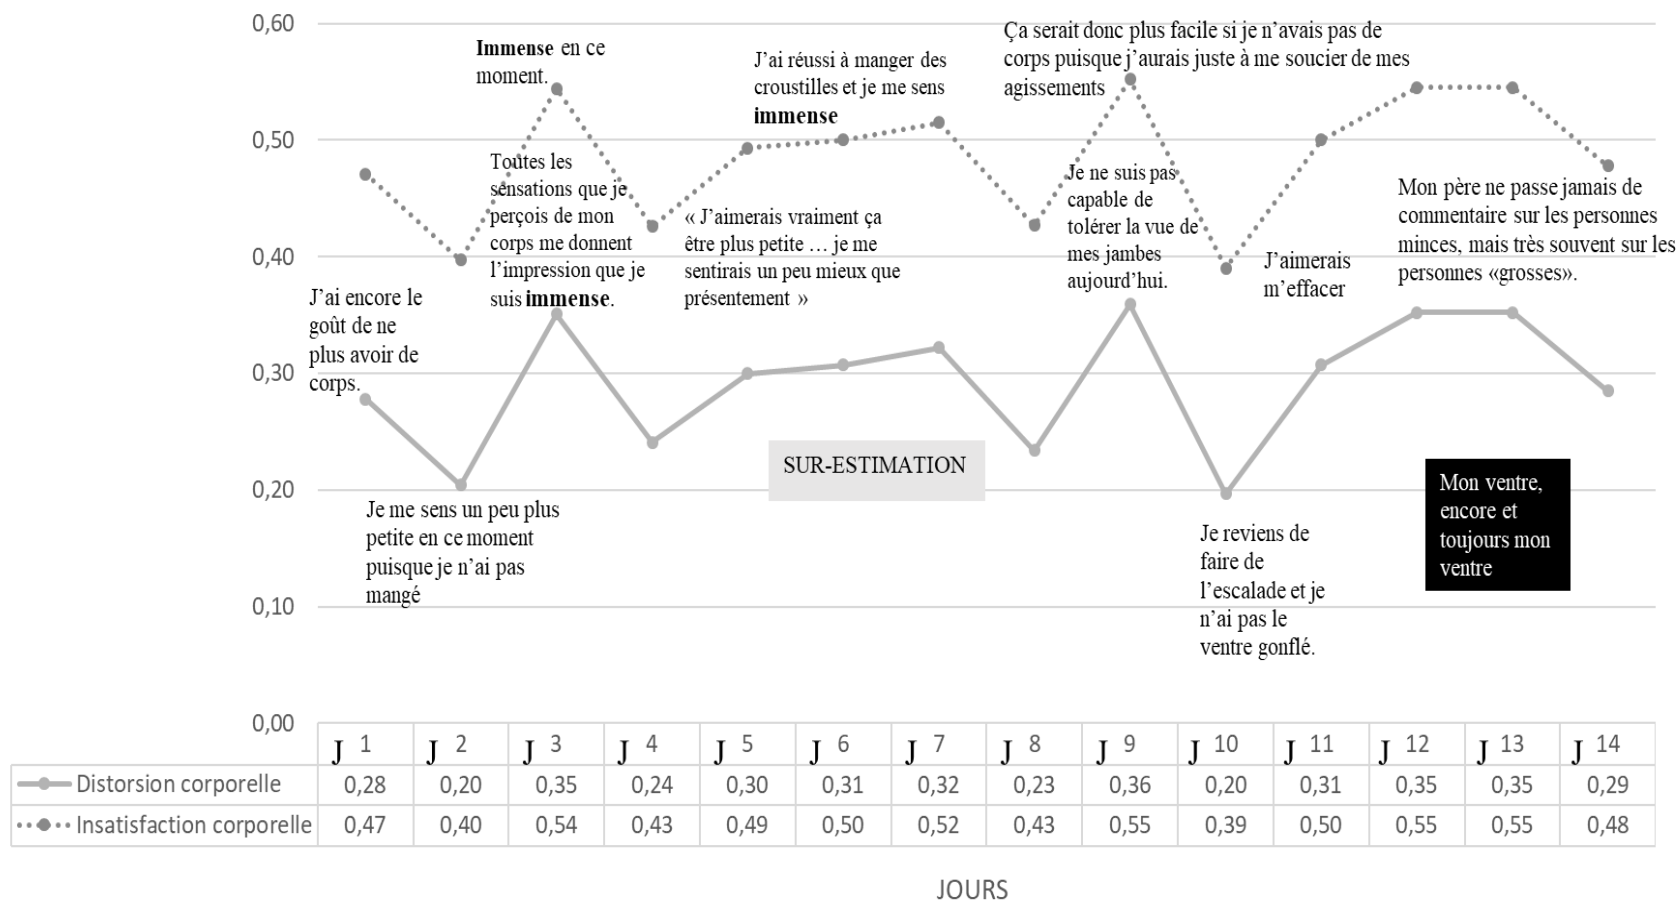 0,60
0,50
0,40
0,30
0,20
0,10
0,00
Immense en ce
moment.
J’ai réussi à manger des
croustilles et je me sens
immense
Ça serait donc plus facile si je n’avais pas de
corps puisque j’aurais juste à me soucier de mes
agissements
Toutes les
sensations que je
perçois de mon
corps me donnent
l’impression que je
suis immense.
« J’aimerais vraiment ça
être plus petite … je me
sentirais un peu mieux que
présentement »
Je ne suis pas
capable de
tolérer la vue de
mes jambes
aujourd’hui.
J’aimerais
m’effacer
Mon père ne passe jamais de
commentaire sur les personnes
minces, mais très souvent sur les
personnes «grosses».
J’ai encore le
goût de ne
plus avoir de
corps.
SUR-ESTIMATION
Je me sens un peu plus
petite en ce moment
puisque je n’ai pas
mangé
Je reviens de
faire de
l’escalade et je
n’ai pas le
ventre gonflé.
Mon ventre,
encore et
toujours mon
ventre
J 1 J 2 J 3 J 4 J 5 J 6 J 7 J 8 J 9 J 10 J 11 J 12 J 13 J 14
Distorsion corporelle 0,28 0,20 0,35 0,24 0,30 0,31 0,32 0,23 0,36 0,20 0,31 0,35 0,35 0,29
Insatisfaction corporelle 0,47 0,40 0,54 0,43 0,49 0,50 0,52 0,43 0,55 0,39 0,50 0,55 0,55 0,48
JOURS